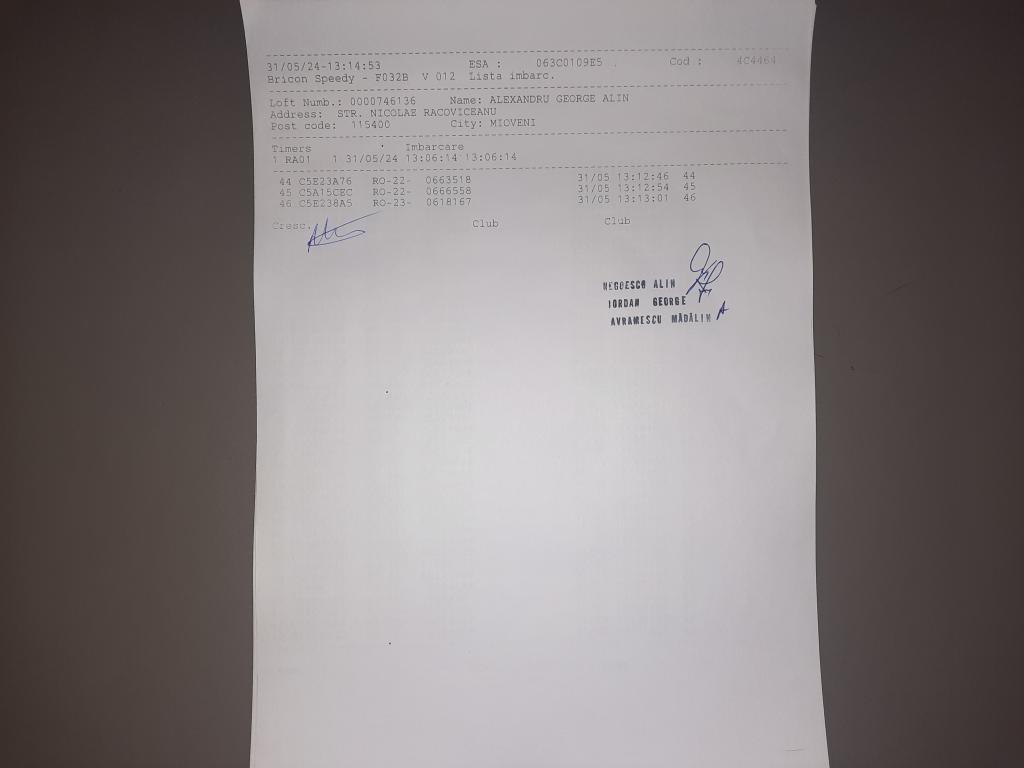 31/05/24-13:14:53 ESA : 063C0109E5 Cod : 4C4464
Bricon Speedy - F032B V 012 Lista imbarc.
Loft Numb.: 0000746136 Name: ALEXANDRU GEORGE ALIN
Address: STR. NICOLAE RACOVICEANU
Post code: 115400 City: MIOVENI
Timers Imbarcare
1 RA01 1 31/05/24 13:06:14 13:06:14
44 C5E23A76 RO-22- 0663518 31/05 13:12:46 44
45 C5A15CEC RO-22- 0666558 31/05 13:12:54 45
46 C5E238A5 RO-23- 0618167 31/05 13:13:01 46
Cresc. Club Club
NEGOESCU ALIN
IORDAN GEORGE
AVRAMESCU MĂDĂLIN